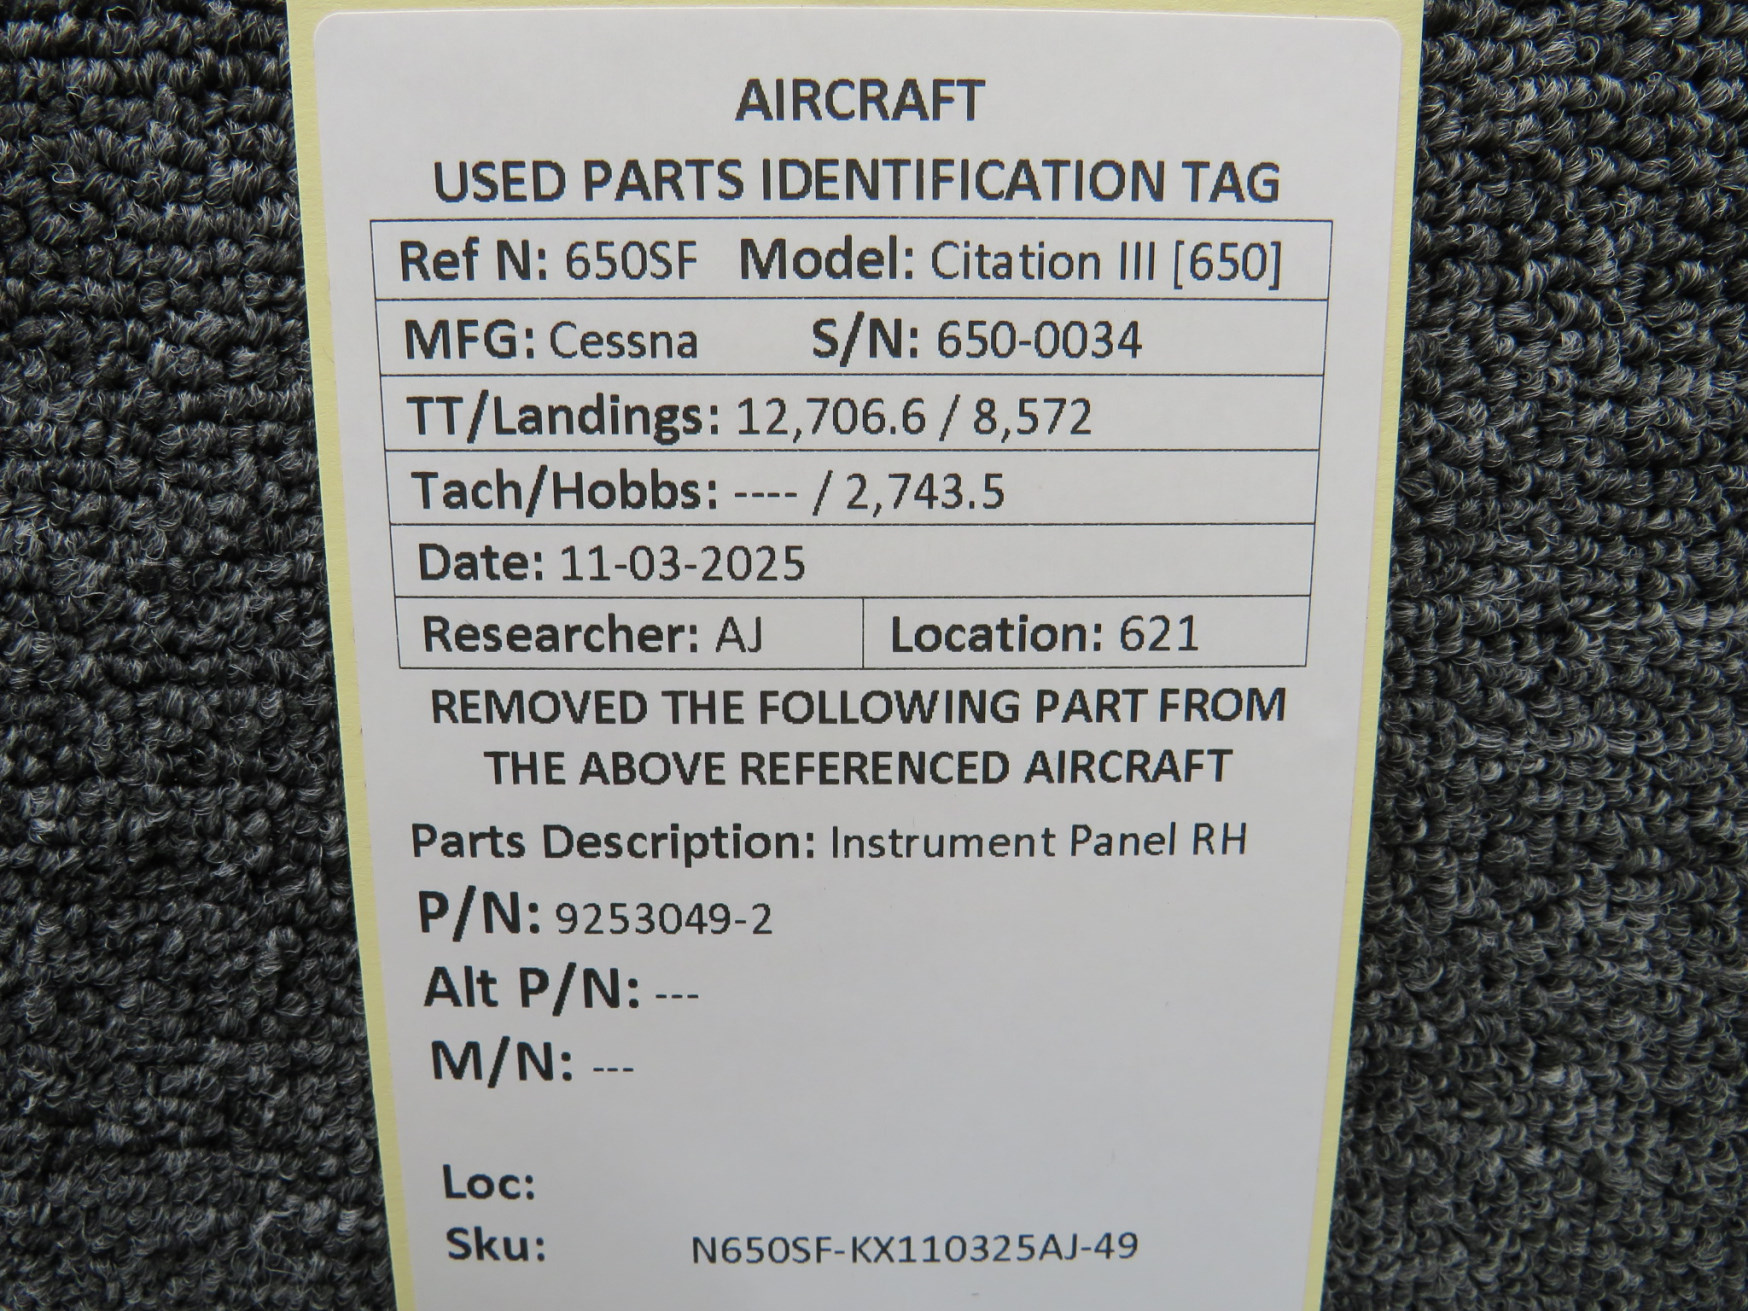 AIRCRAFT
USED PARTS IDENTIFICATION TAG
Ref N: 650SF Model: Citation III [650]
MFG: Cessna S/N: 650-0034
TT/Landings: 12,706.6 / 8,572
Tach/Hobbs: ---- / 2,743.5
Date: 11-03-2025
Researcher: AJ Location: 621
REMOVED THE FOLLOWING PART FROM
THE ABOVE REFERENCED AIRCRAFT
Parts Description: Instrument Panel RH
P/N: 9253049-2
Alt P/N: ---
M/N: ---
Loc:
Sku: N650SF-KX110325AJ-49